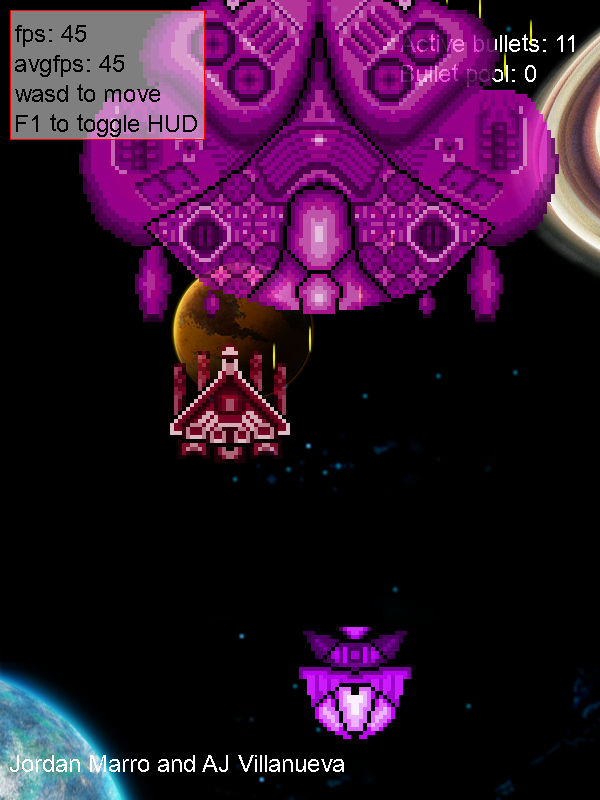 fps: 45
avgfps: 45
wasd to move
F1 to toggle HUD
Active bullets: 11
Bullet pool: 0
Jordan Marro and AJ Villanueva